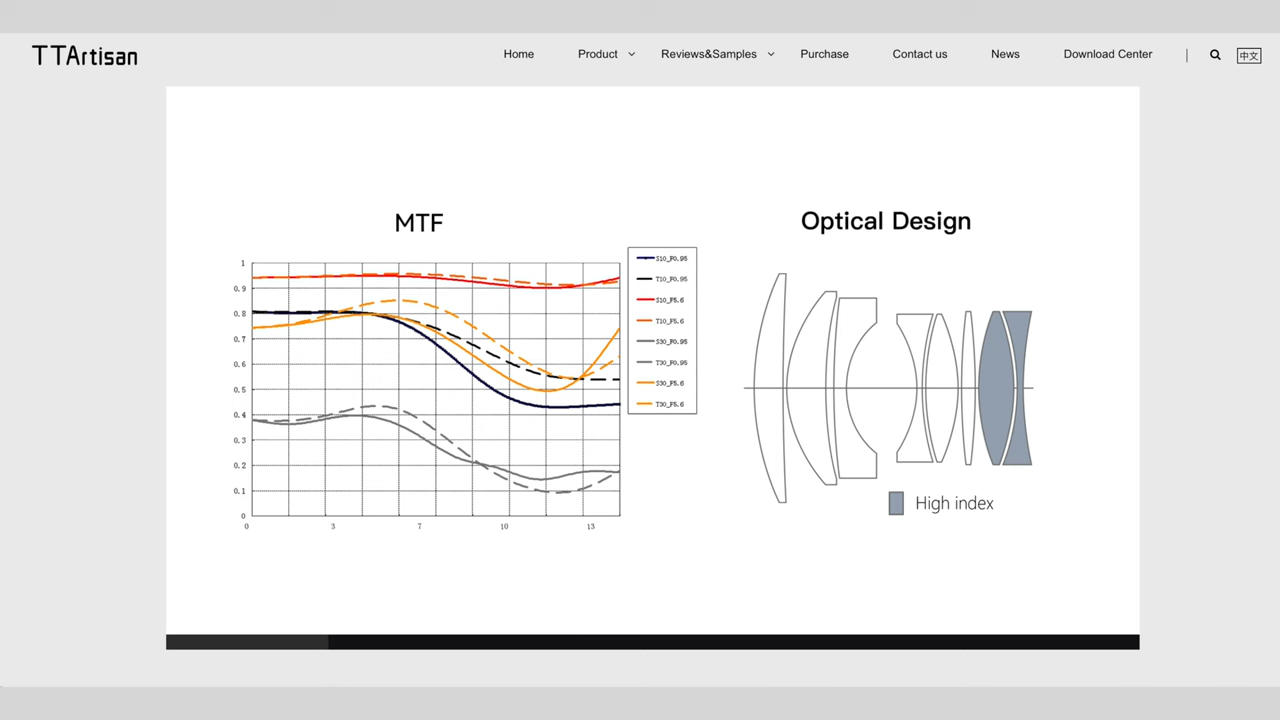 TTArtisan
Home
Product
Reviews&Samples
Purchase
Contact us
News
Download Center
中文
MTF
Optical Design
1
0.9
0.8
0.7
0.6
0.5
0.4
0.3
0.2
0.1
0
0
3
7
10
13
S10_F0.95
T10_F0.95
S10_F5.6
T10_F5.6
S30_F0.95
T30_F0.95
S30_F5.6
T30_F5.6
High index